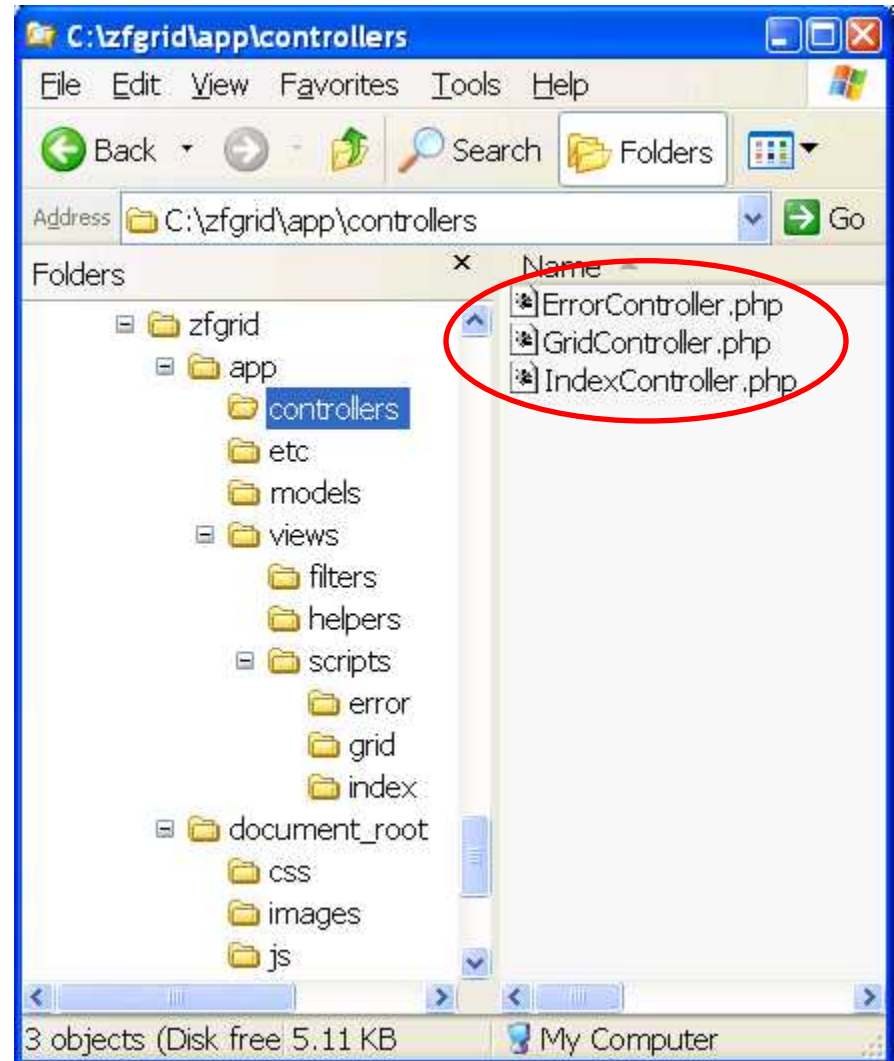 C:\zfgrid\app\controllers
File Edit View Favorites Tools Help
Back Search Folders
Address C:\zfgrid\app\controllers Go
Folders x Name
ErrorController.php
GridController.php
IndexController.php
zfgrid
app
controllers
etc
models
views
filters
helpers
scripts
error
grid
index
document_root
css
images
js
3 objects (Disk free 5.11 KB My Computer